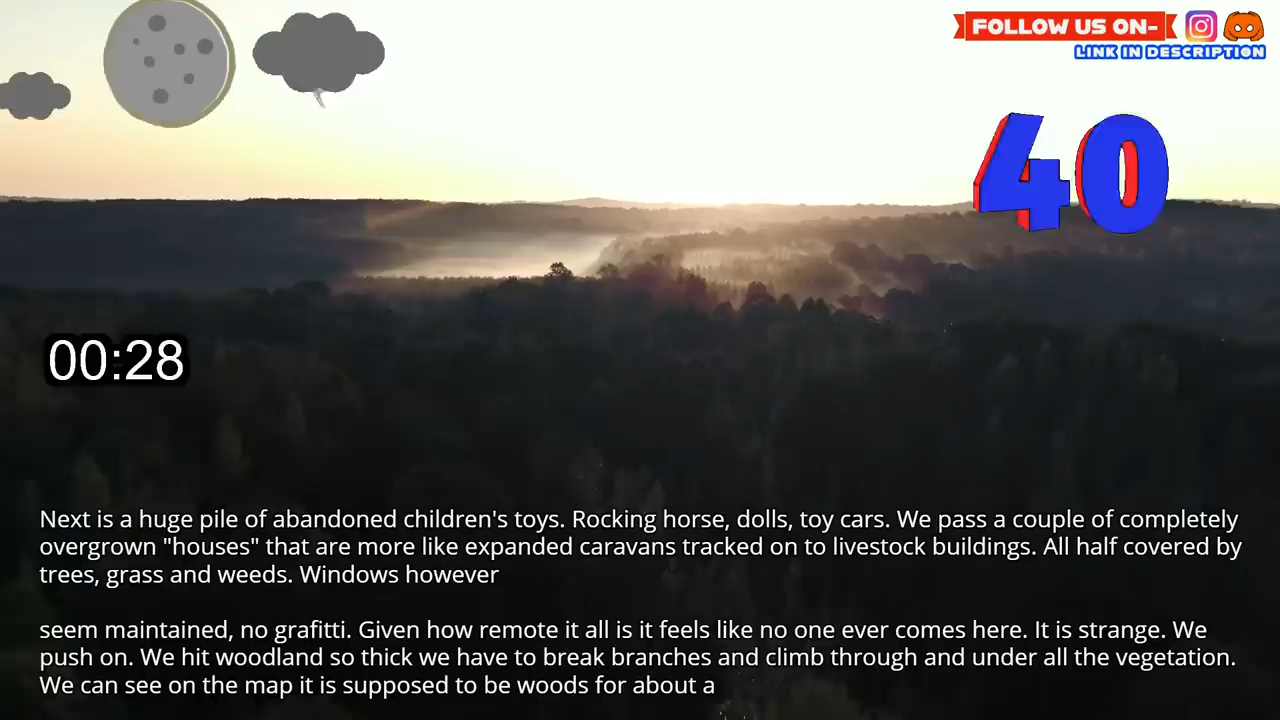 FOLLOW US ON-
LINK IN DESCRIPTION
40
00:28
Next is a huge pile of abandoned children's toys. Rocking horse, dolls, toy cars. We pass a couple of completely
overgrown "houses" that are more like expanded caravans tracked on to livestock buildings. All half covered by
trees, grass and weeds. Windows however
seem maintained, no grafitti. Given how remote it all is it feels like no one ever comes here. It is strange. We
push on. We hit woodland so thick we have to break branches and climb through and under all the vegetation.
We can see on the map it is supposed to be woods for about a